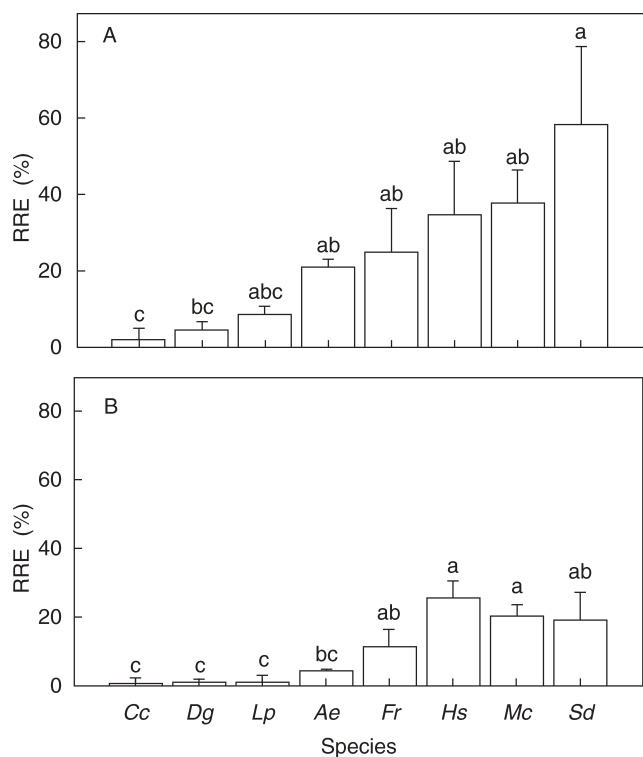 A
80
60
40
20
0
RRE (%)
c
bc
abc
ab
ab
ab
ab
a
B
80
60
40
20
0
RRE (%)
c
c
c
bc
ab
a
a
ab
Cc Dg Lp Ae Fr Hs Mc Sd
Species